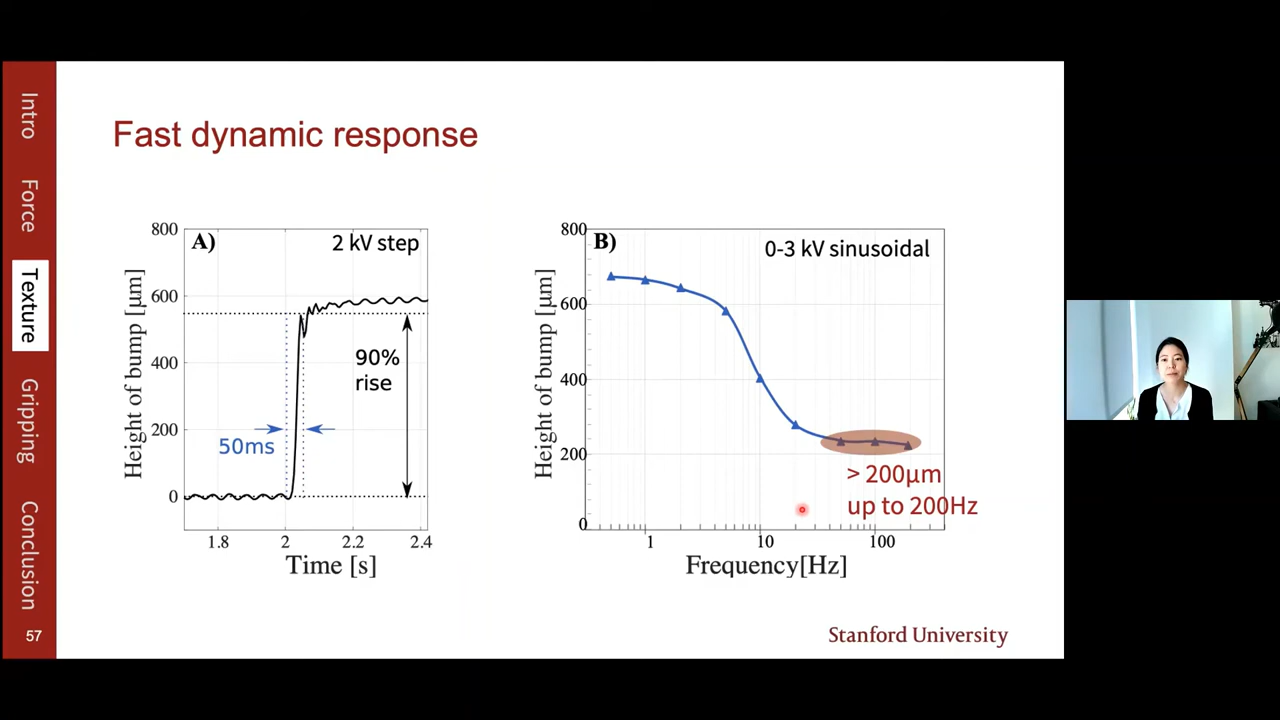 Fast dynamic response
Intro
Force
Texture
Gripping
Conclusion
57
A)
2 kV step
Height of bump [µm]
800
600
400
200
0
90%
rise
50ms
1.8
2
2.2
2.4
Time [s]
B)
0-3 kV sinusoidal
Height of bump [µm]
800
600
400
200
0
> 200µm
up to 200Hz
1
10
100
Frequency[Hz]
Stanford University